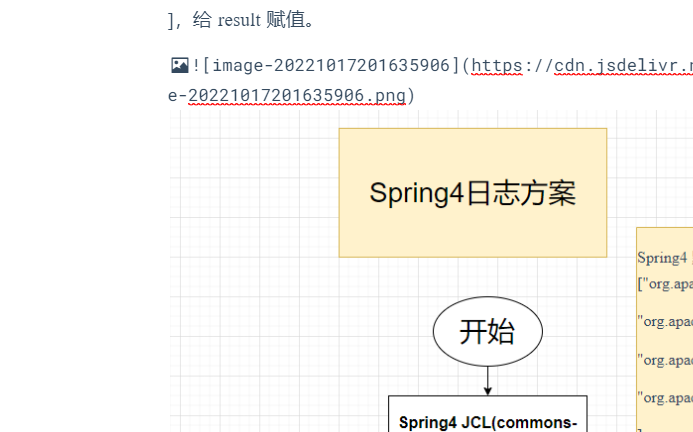 ]，给 result 赋值。
![image-20221017201635906](https://cdn.jsdelivr.
e-20221017201635906.png)
Spring4日志方案
Spring4
["org.apa
开始
"org.apa
"org.apa
"org.apa
Spring4 JCL(commons-